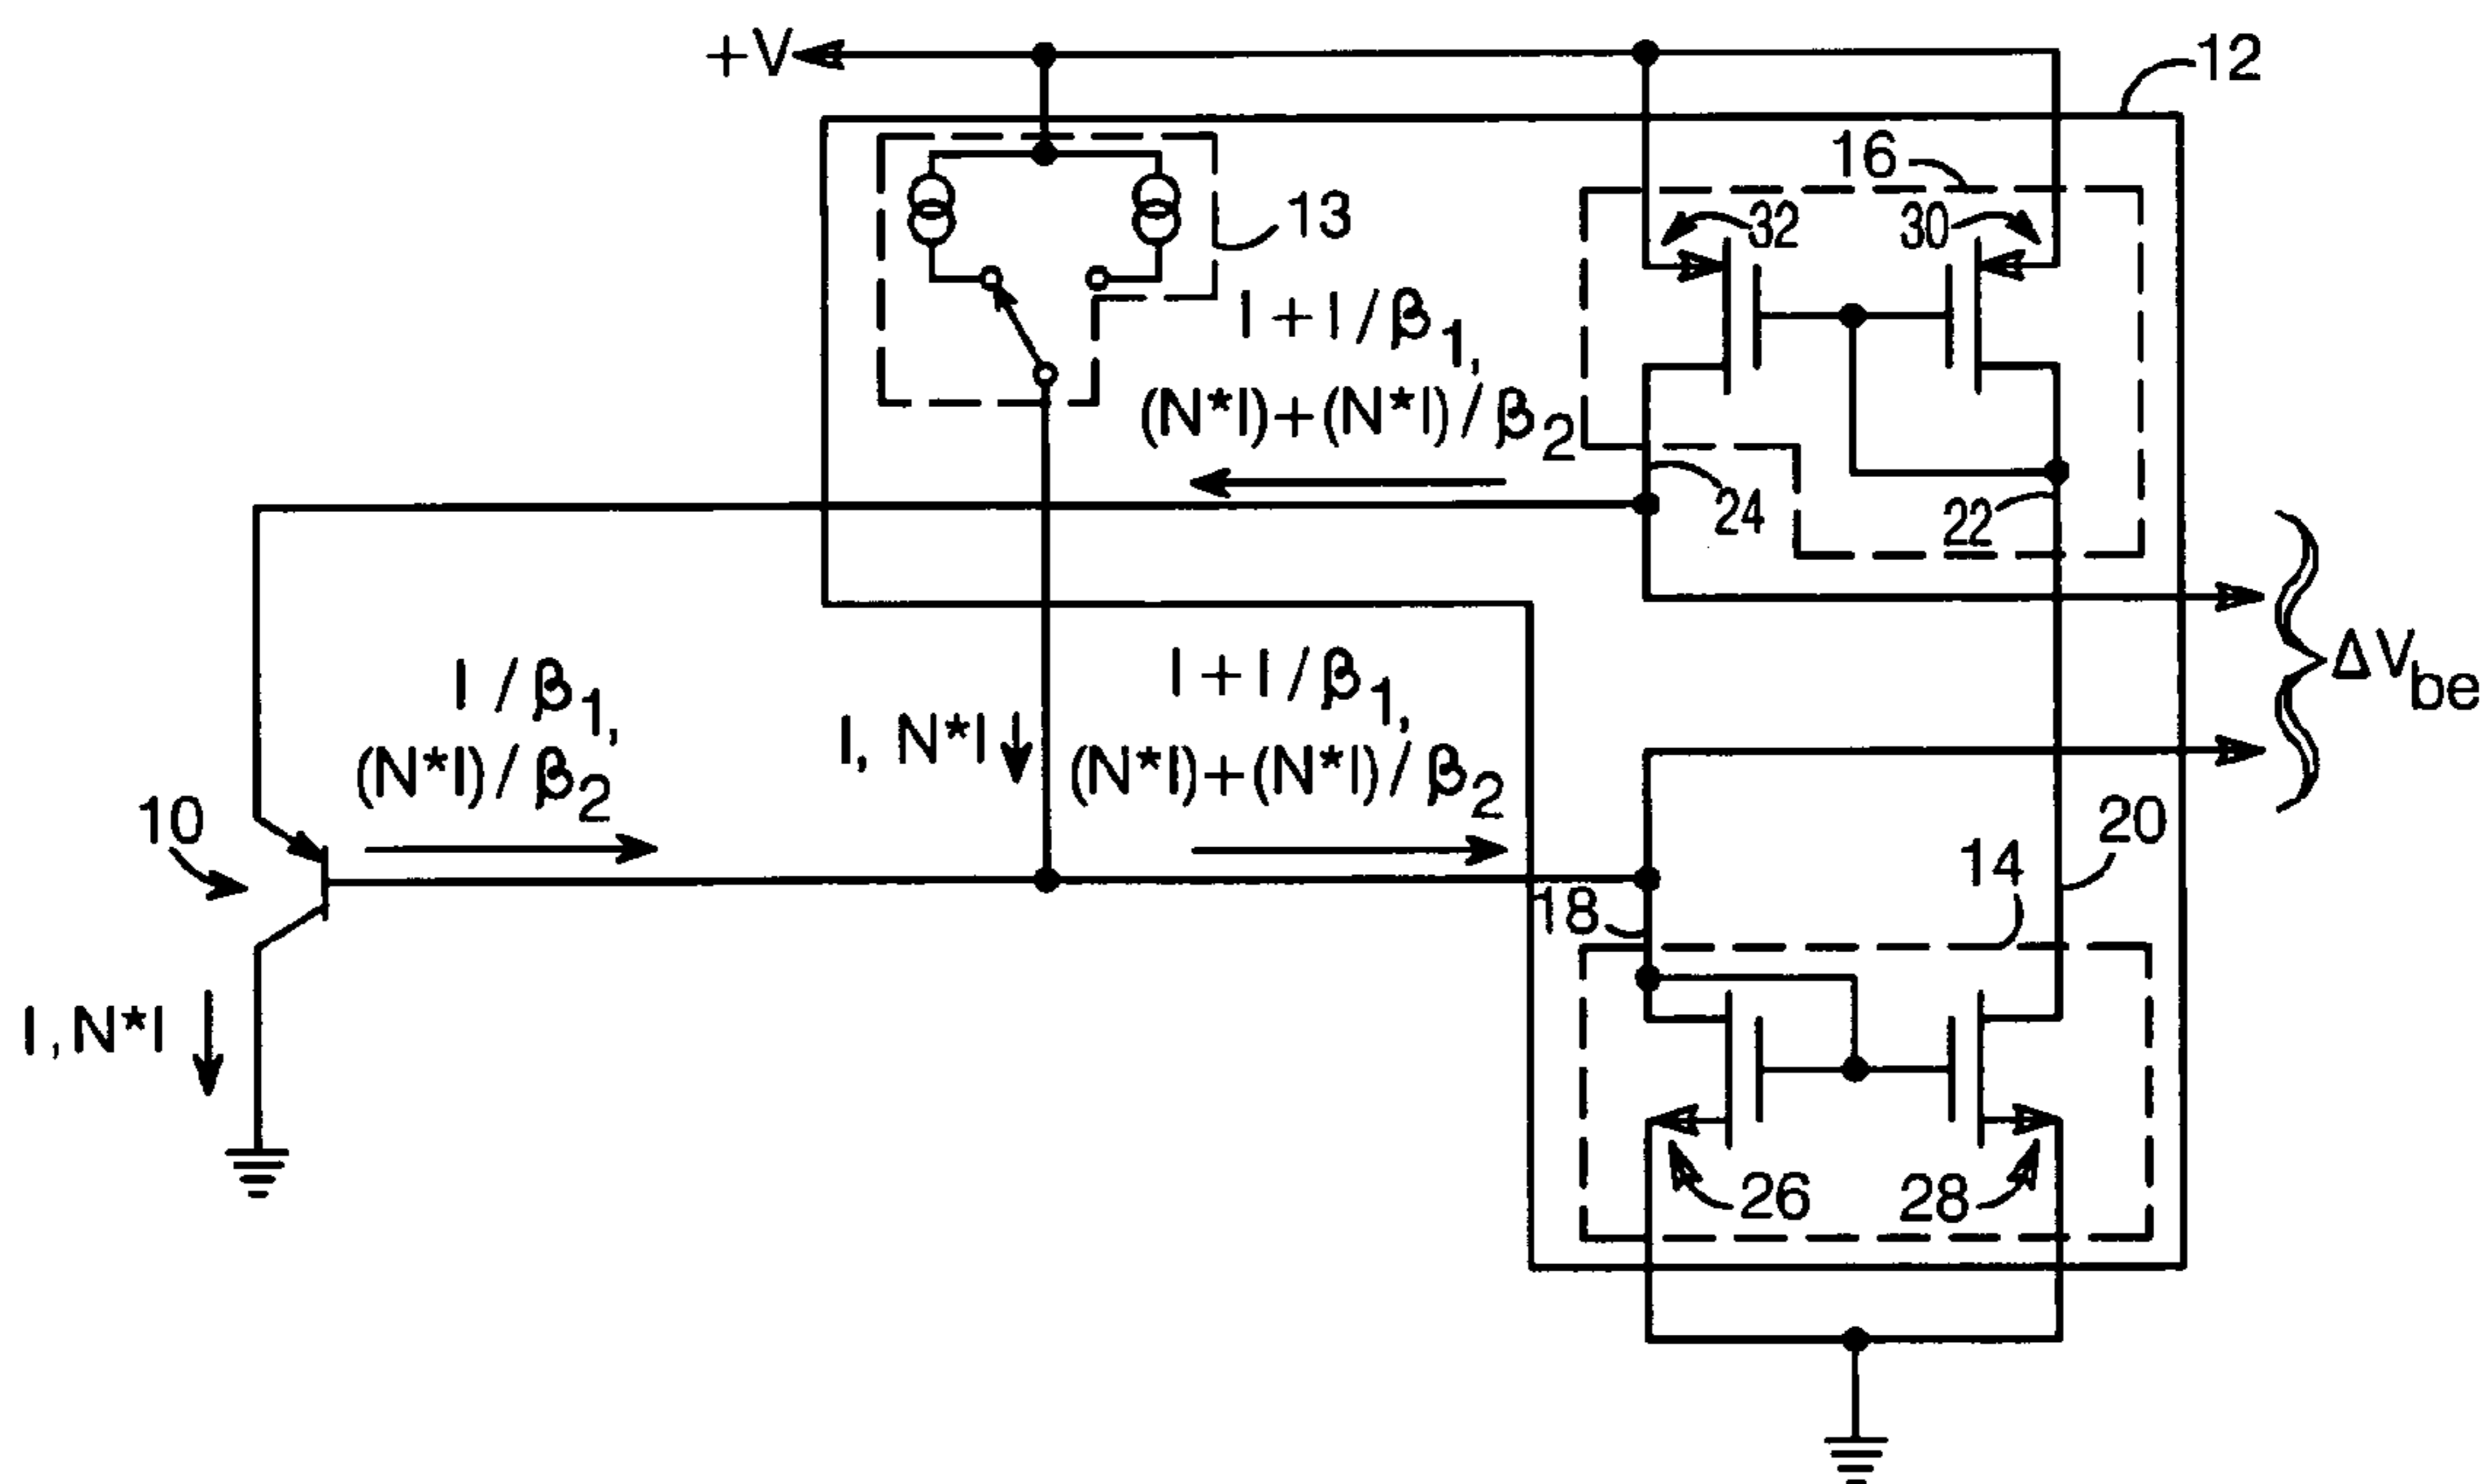 +V
12
16
13
32
30
I+I/β1,
(N*I)+(N*I)/β2
24
22
ΔVbe
I/β1,
(N*I)/β2
I, N*I
I+I/β1,
(N*I)+(N*I)/β2
10
20
14
18
I,N*I
26
28